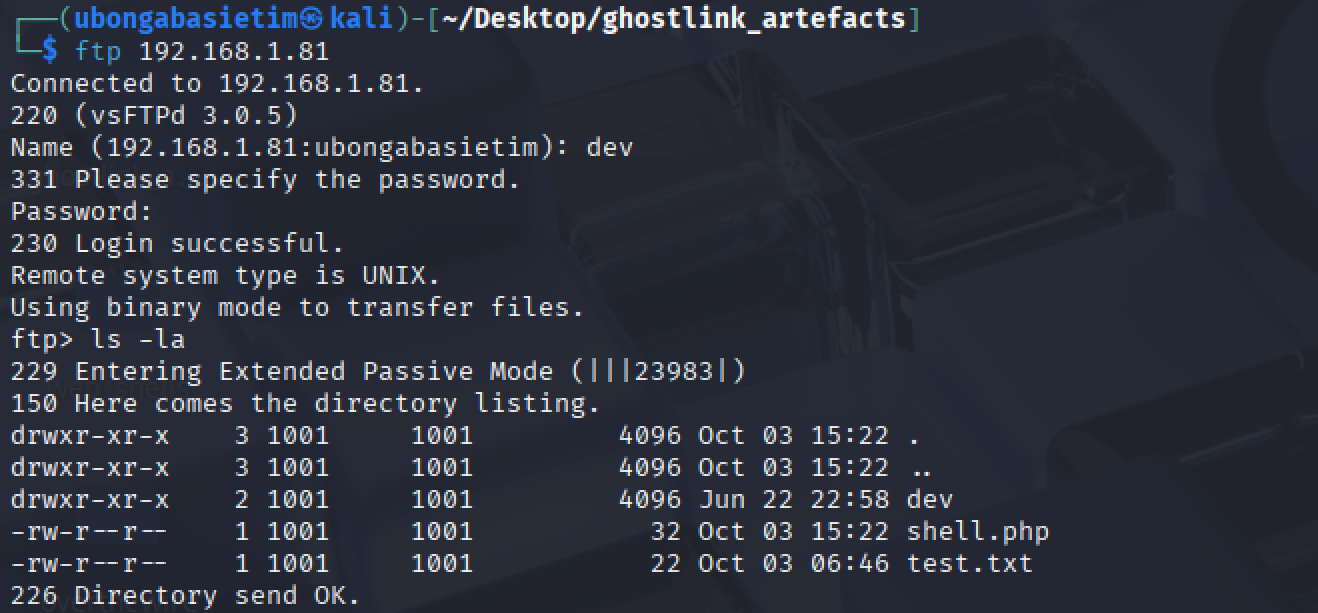 ┌──(ubongabasietim㉿kali)-[~/Desktop/ghostlink_artefacts]
└─$ ftp 192.168.1.81
Connected to 192.168.1.81.
220 (vsFTPd 3.0.5)
Name (192.168.1.81:ubongabasietim): dev
331 Please specify the password.
Password:
230 Login successful.
Remote system type is UNIX.
Using binary mode to transfer files.
ftp> ls -la
229 Entering Extended Passive Mode (|||23983|)
150 Here comes the directory listing.
drwxr-xr-x    3 1001     1001         4096 Oct 03 15:22 .
drwxr-xr-x    3 1001     1001         4096 Oct 03 15:22 ..
drwxr-xr-x    2 1001     1001         4096 Jun 22 22:58 dev
-rw-r--r--    1 1001     1001           32 Oct 03 15:22 shell.php
-rw-r--r--    1 1001     1001           22 Oct 03 06:46 test.txt
226 Directory send OK.